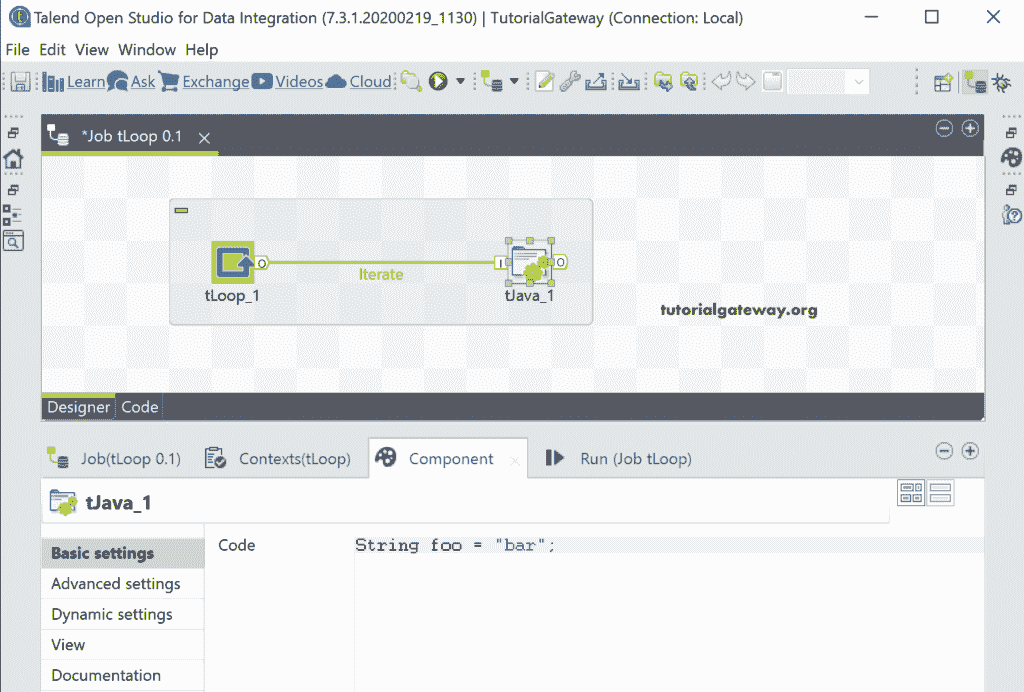 Talend Open Studio for Data Integration (7.3.1.20200219_1130) | TutorialGateway (Connection: Local)
File Edit View Window Help
Learn Ask Exchange Videos Cloud
*Job tLoop 0.1
O I O
Iterate
tLoop_1 tJava_1
tutorialgateway.org
Designer Code
Job(tLoop 0.1) Contexts(tLoop) Component Run (Job tLoop)
tJava_1
Basic settings Code String foo = "bar";
Advanced settings
Dynamic settings
View
Documentation